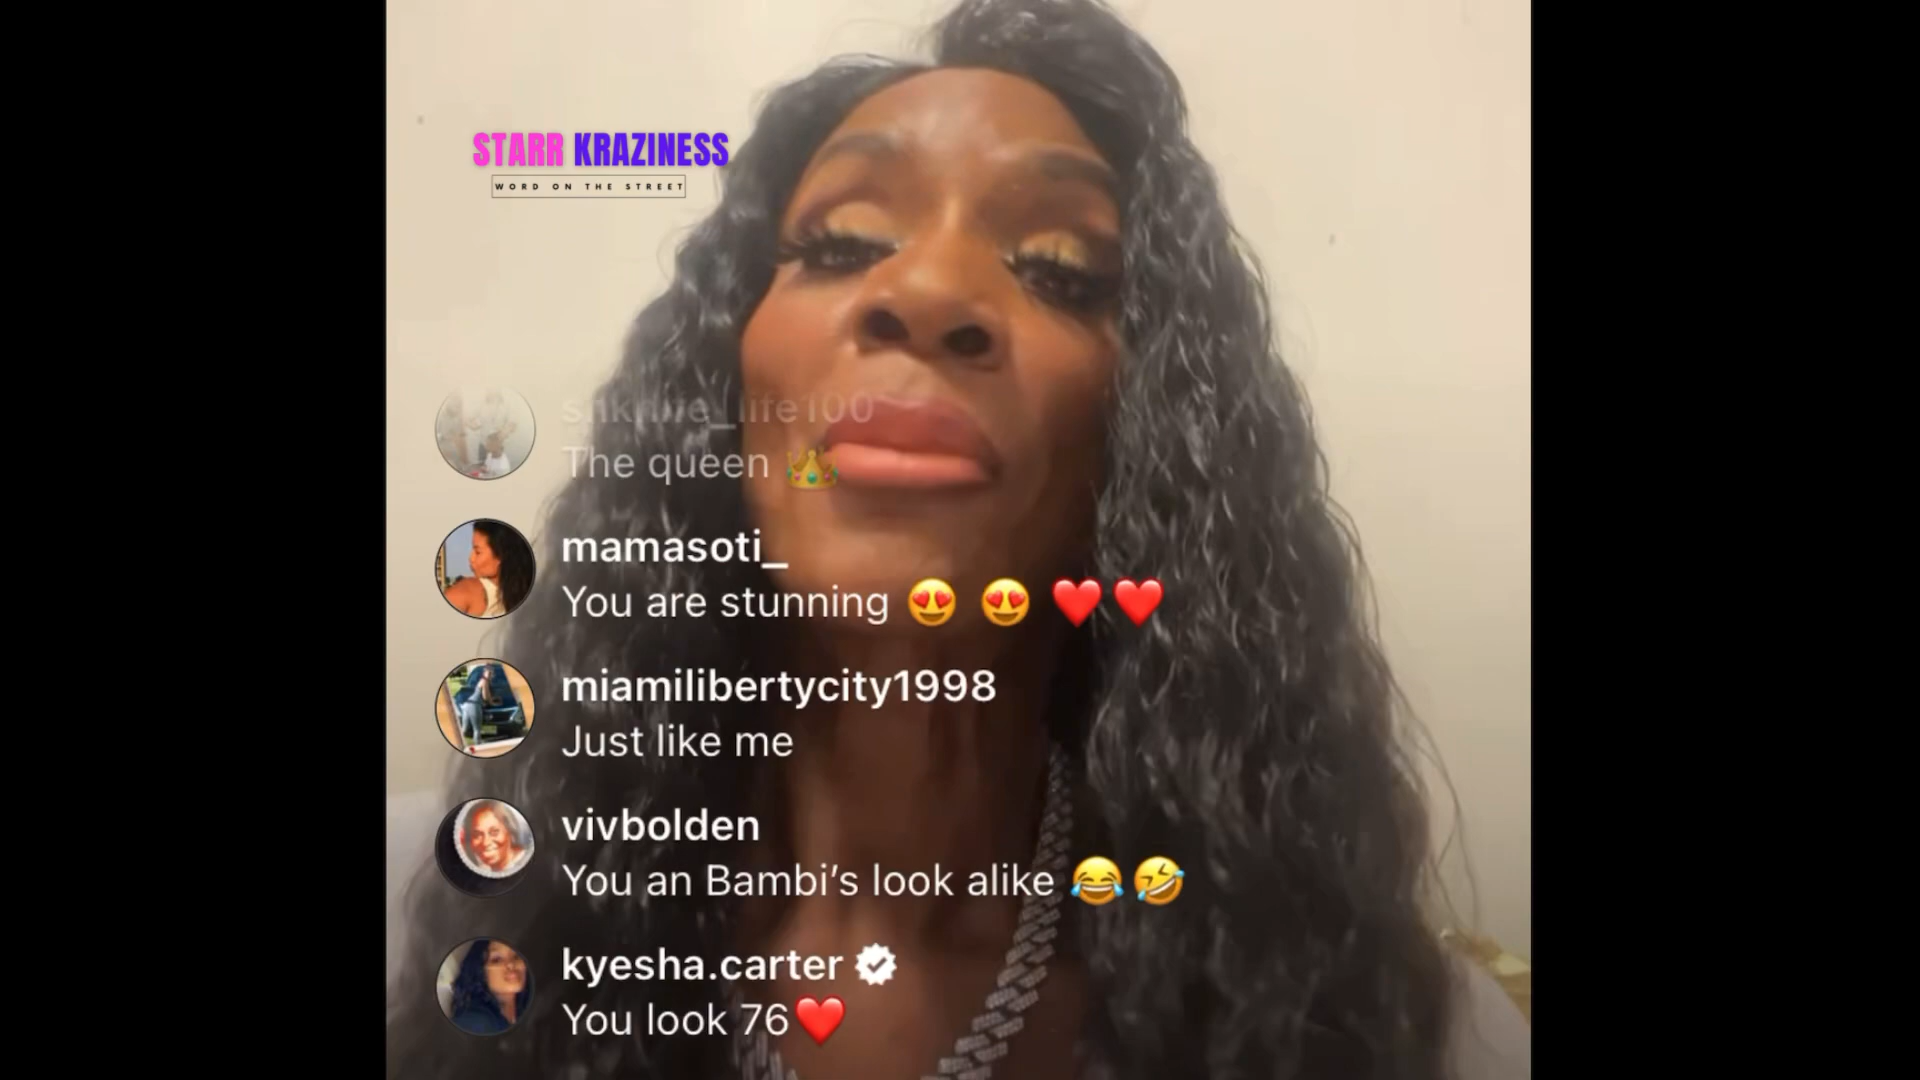 STARR KRAZINESS
WORD ON THE STREET
The queen 👑
mamasoti_
You are stunning 😍 😍 ❤️❤️
miamilibertycity1998
Just like me
vivbolden
You an Bambi’s look alike 😂🤣
kyesha.carter
You look 76❤️